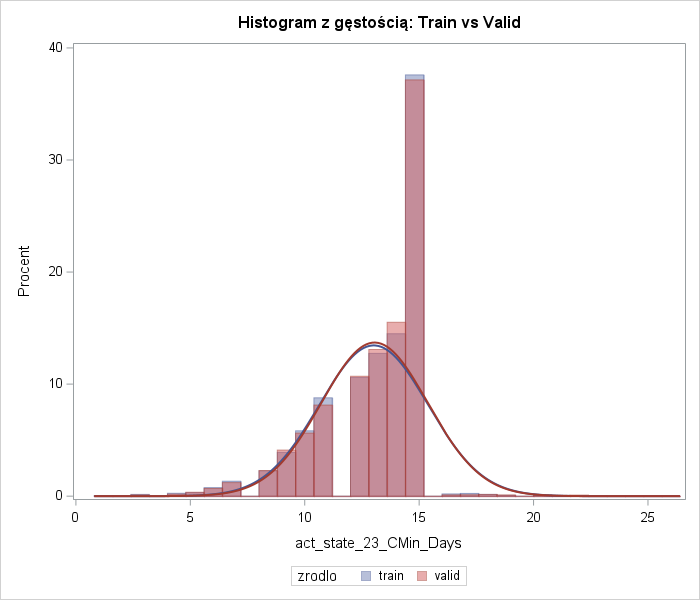 Histogram z gęstością: Train vs Valid
40
30
20
10
0
Procent
0 5 10 15 20 25
act_state_23_CMin_Days
zrodlo train valid